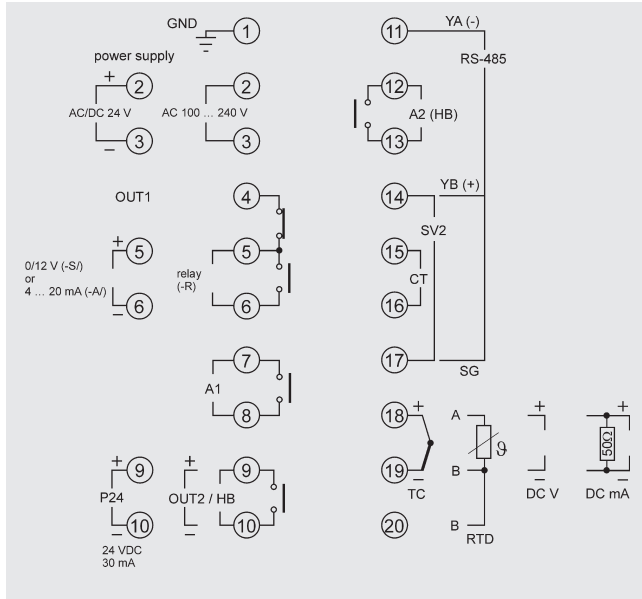 GND
1
11
YA (-)
RS-485
power supply
+
2
2
12
AC/DC 24 V
AC 100 ... 240 V
A2 (HB)
–
3
3
13
OUT1
4
14
YB (+)
SV2
+
5
5
15
0/12 V (-S/)
or
4 ... 20 mA (-A/)
relay
(-R)
CT
–
6
6
16
7
17
SG
A1
8
18
+
A
+
+
50Ω
ϑ
+
9
+
9
19
–
B
–
–
P24
OUT2 / HB
TC
DC V
DC mA
–
10
–
10
20
B
RTD
24 VDC
30 mA